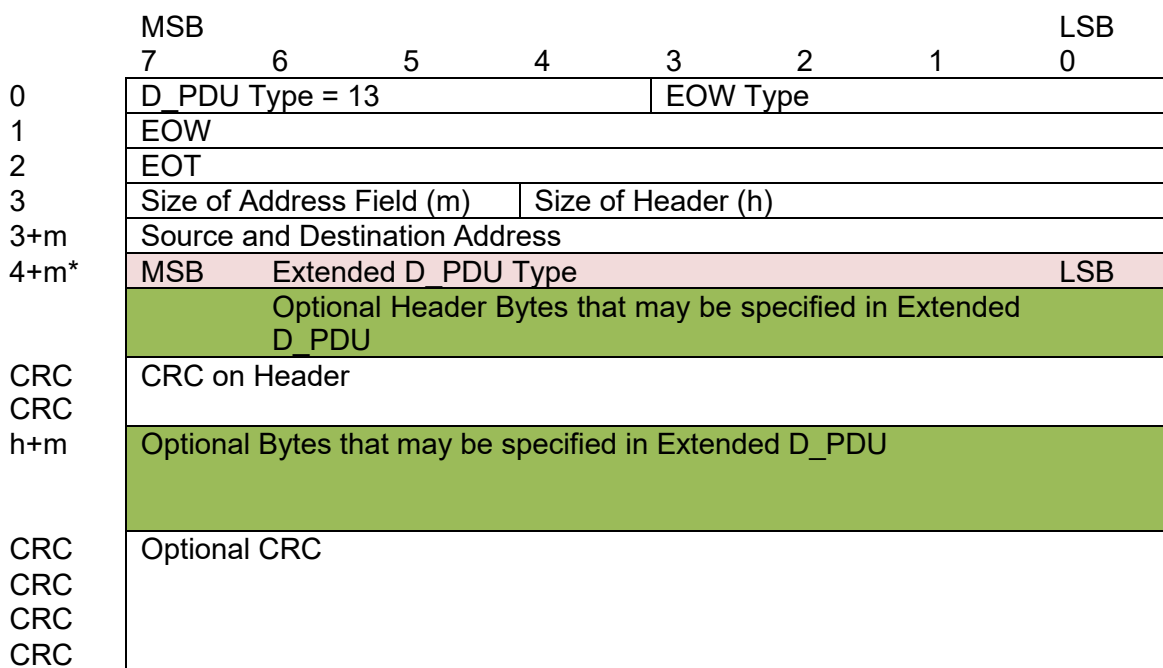 MSB LSB
7 6 5 4 3 2 1 0
0 D_PDU Type = 13 EOW Type
1 EOW
2 EOT
3 Size of Address Field (m) Size of Header (h)
3+m Source and Destination Address
4+m* MSB Extended D_PDU Type LSB
Optional Header Bytes that may be specified in Extended
D_PDU
CRC CRC on Header
CRC
h+m Optional Bytes that may be specified in Extended D_PDU
CRC Optional CRC
CRC
CRC
CRC